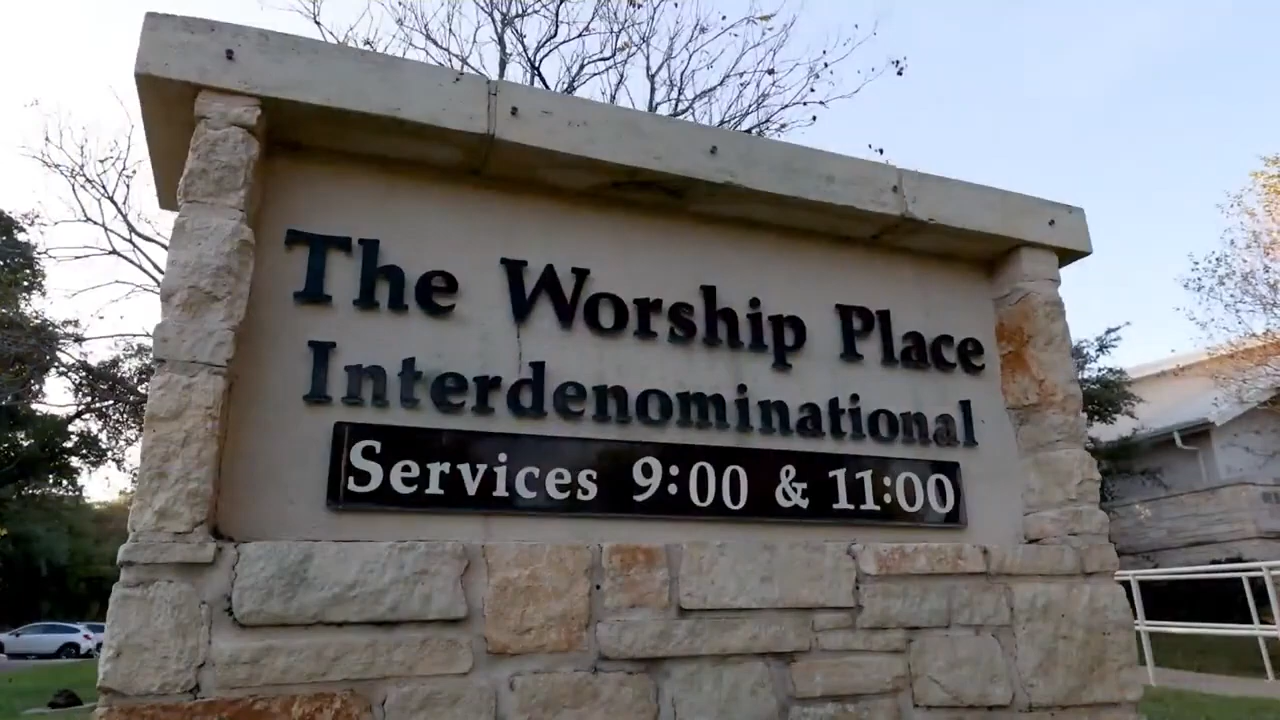 The Worship Place
Interdenominational
Services 9:00 & 11:00